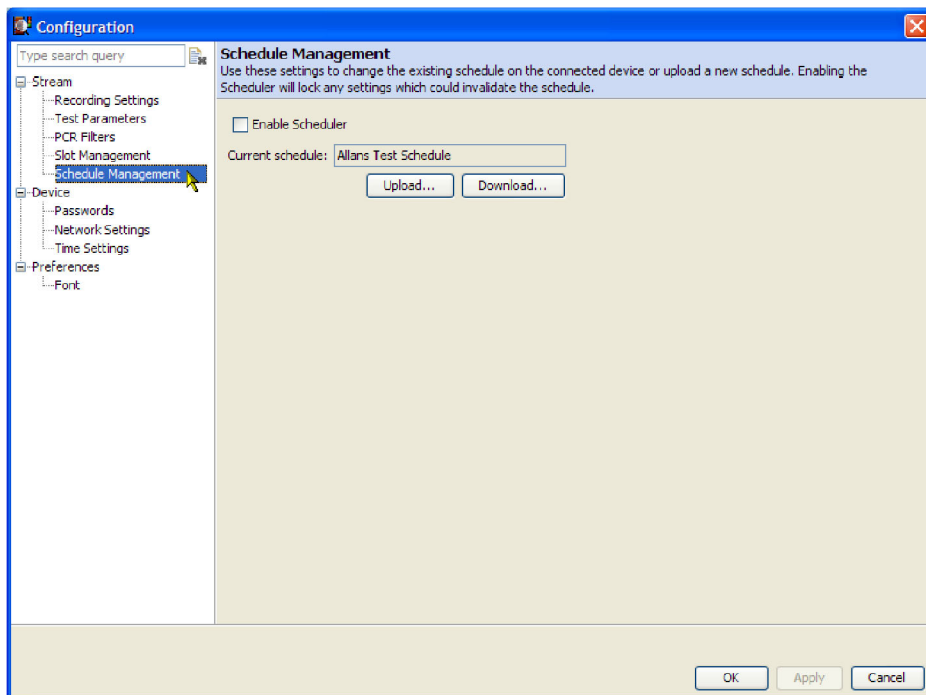 Configuration
Type search query
Stream
Recording Settings
Test Parameters
PCR Filters
Slot Management
Schedule Management
Device
Passwords
Network Settings
Time Settings
Preferences
Font
Schedule Management
Use these settings to change the existing schedule on the connected device or upload a new schedule. Enabling the
Scheduler will lock any settings which could invalidate the schedule.
Enable Scheduler
Current schedule: Allans Test Schedule
Upload... Download...
OK Apply Cancel